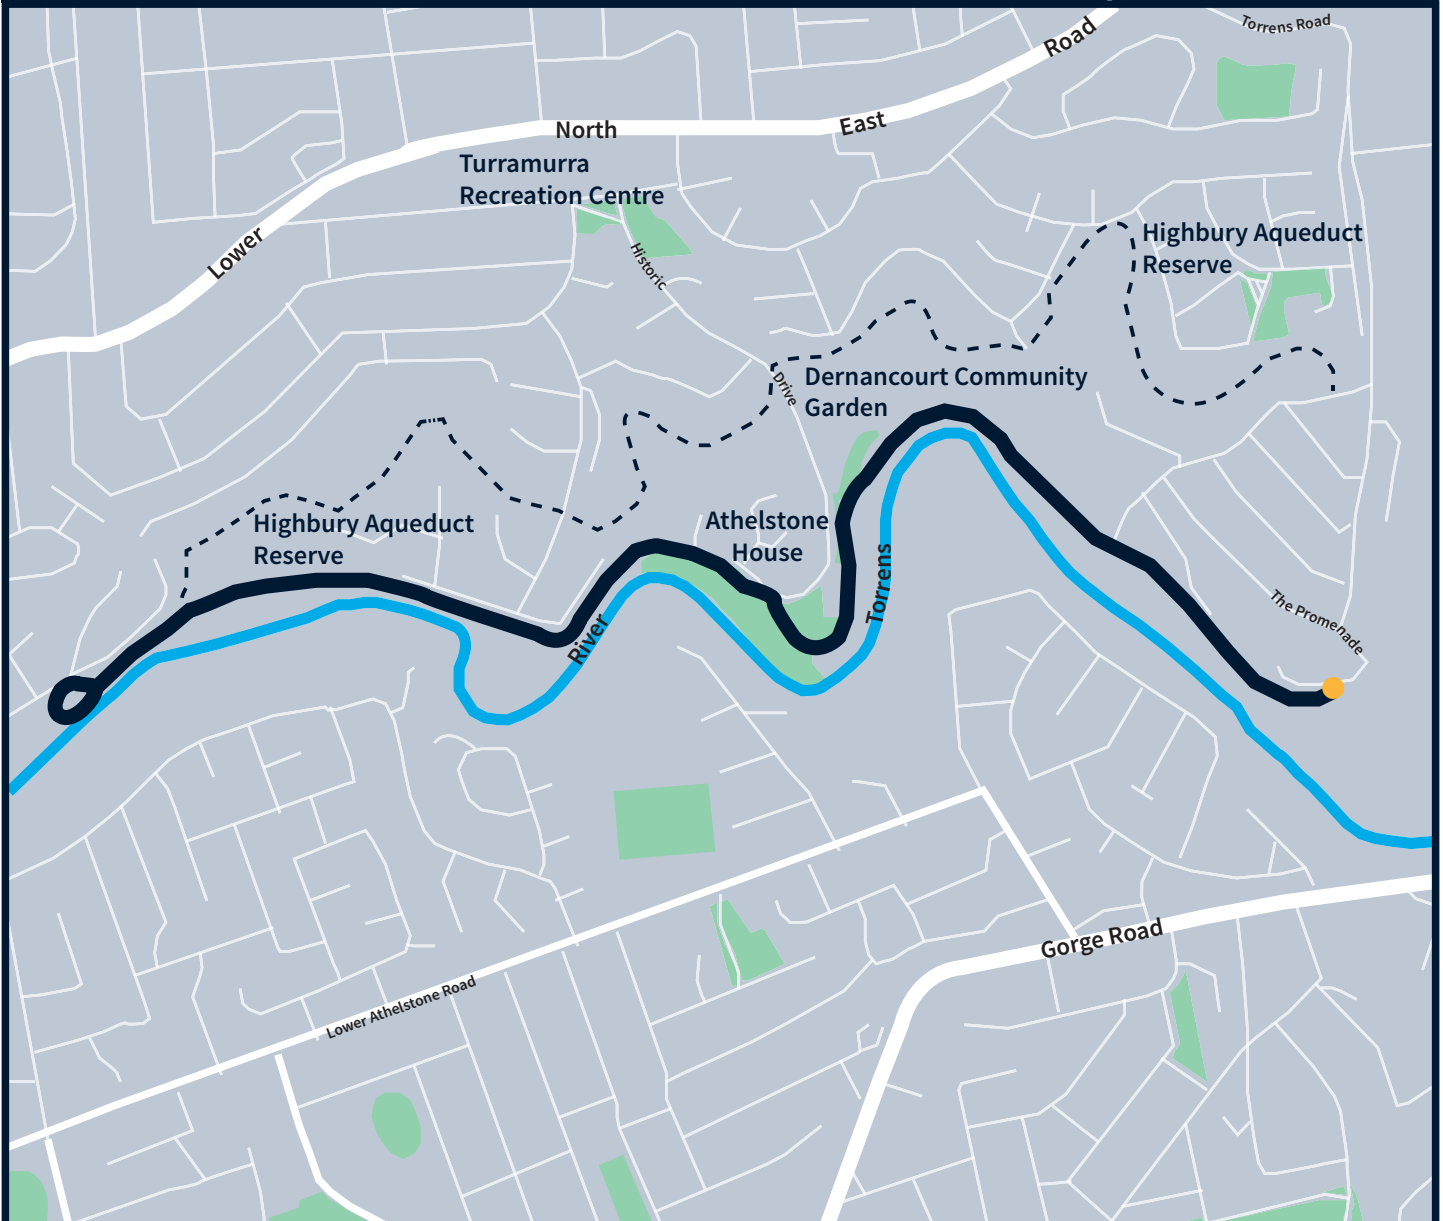 Torrens Road
Lower North East Road
Turramurra
Recreation Centre
Historic Drive
Highbury Aqueduct
Reserve
Dernancourt Community
Garden
Highbury Aqueduct
Reserve
Athelstone
House
River Torrens
The Promenade
Gorge Road
Lower Athelstone Road